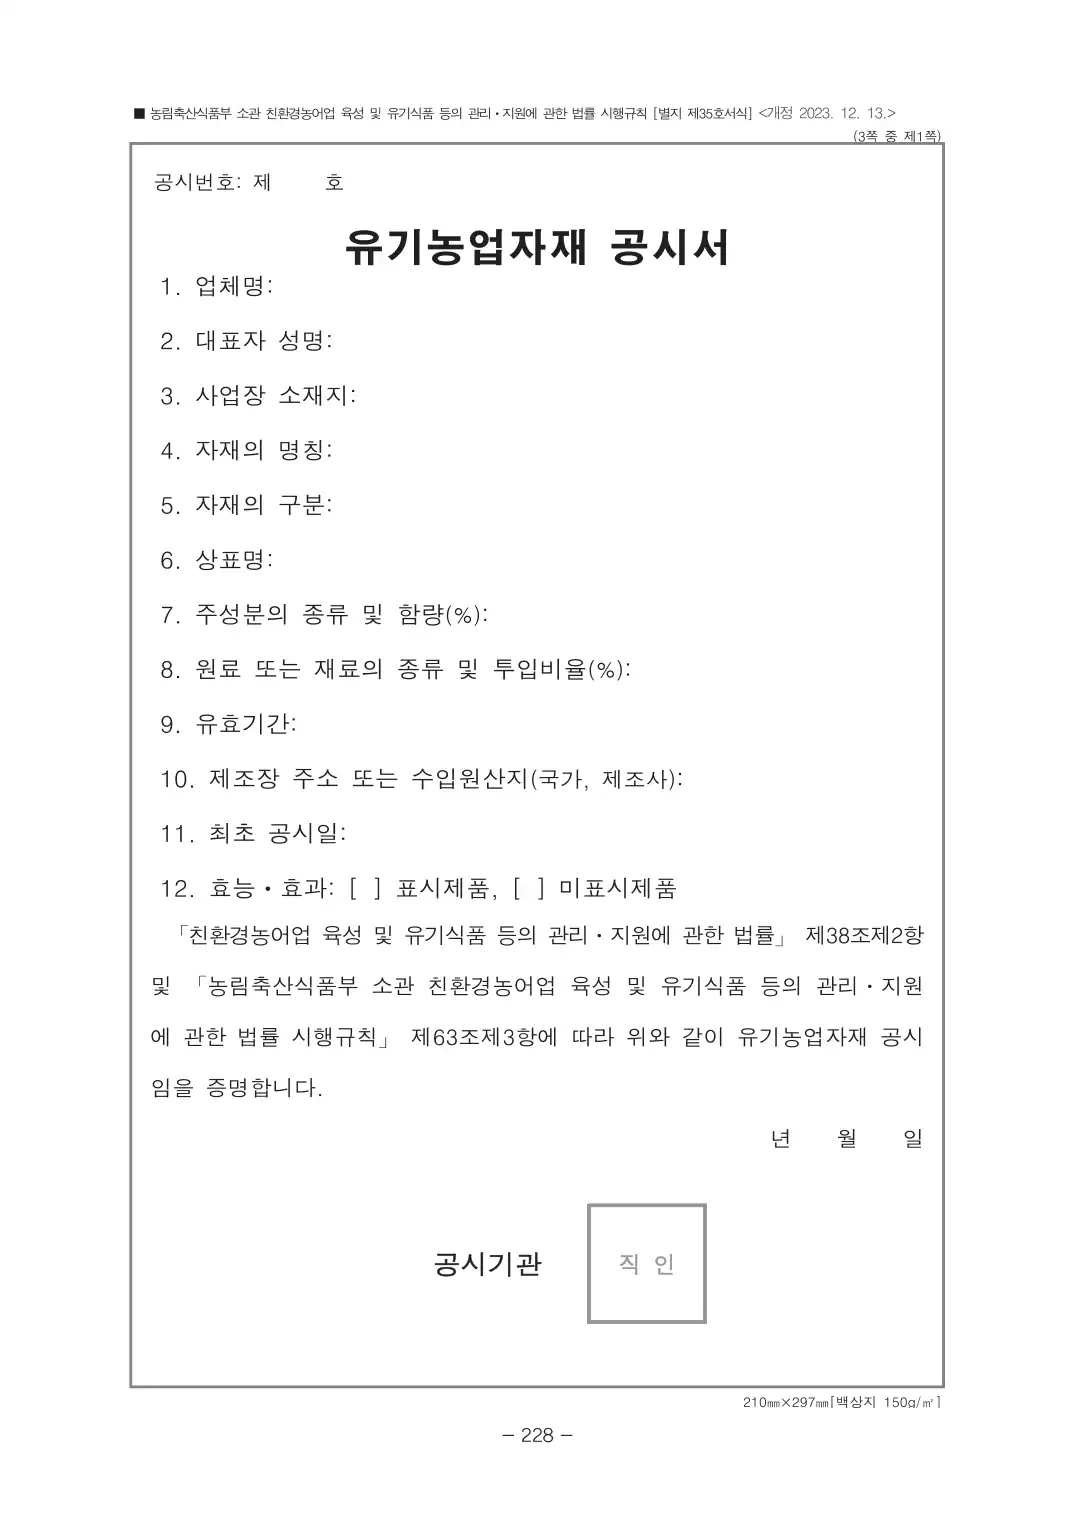 ■ 농림축산식품부 소관 친환경농어업 육성 및 유기식품 등의 관리ㆍ지원에 관한 법률 시행규칙 [별지 제35호서식] <개정 2023. 12. 13.>
(3쪽 중 제1쪽)
공시번호: 제 호
유기농업자재 공시서
1. 업체명:
2. 대표자 성명:
3. 사업장 소재지:
4. 자재의 명칭:
5. 자재의 구분:
6. 상표명:
7. 주성분의 종류 및 함량(%):
8. 원료 또는 재료의 종류 및 투입비율(%):
9. 유효기간:
10. 제조장 주소 또는 수입원산지(국가, 제조사):
11. 최초 공시일:
12. 효능ㆍ효과: [ ] 표시제품, [ ] 미표시제품
「친환경농어업 육성 및 유기식품 등의 관리ㆍ지원에 관한 법률」 제38조제2항
및 「농림축산식품부 소관 친환경농어업 육성 및 유기식품 등의 관리ㆍ지원
에 관한 법률 시행규칙」 제63조제3항에 따라 위와 같이 유기농업자재 공시
임을 증명합니다.
년 월 일
공시기관 직 인
210㎜×297㎜[백상지 150g/㎡]
- 228 -